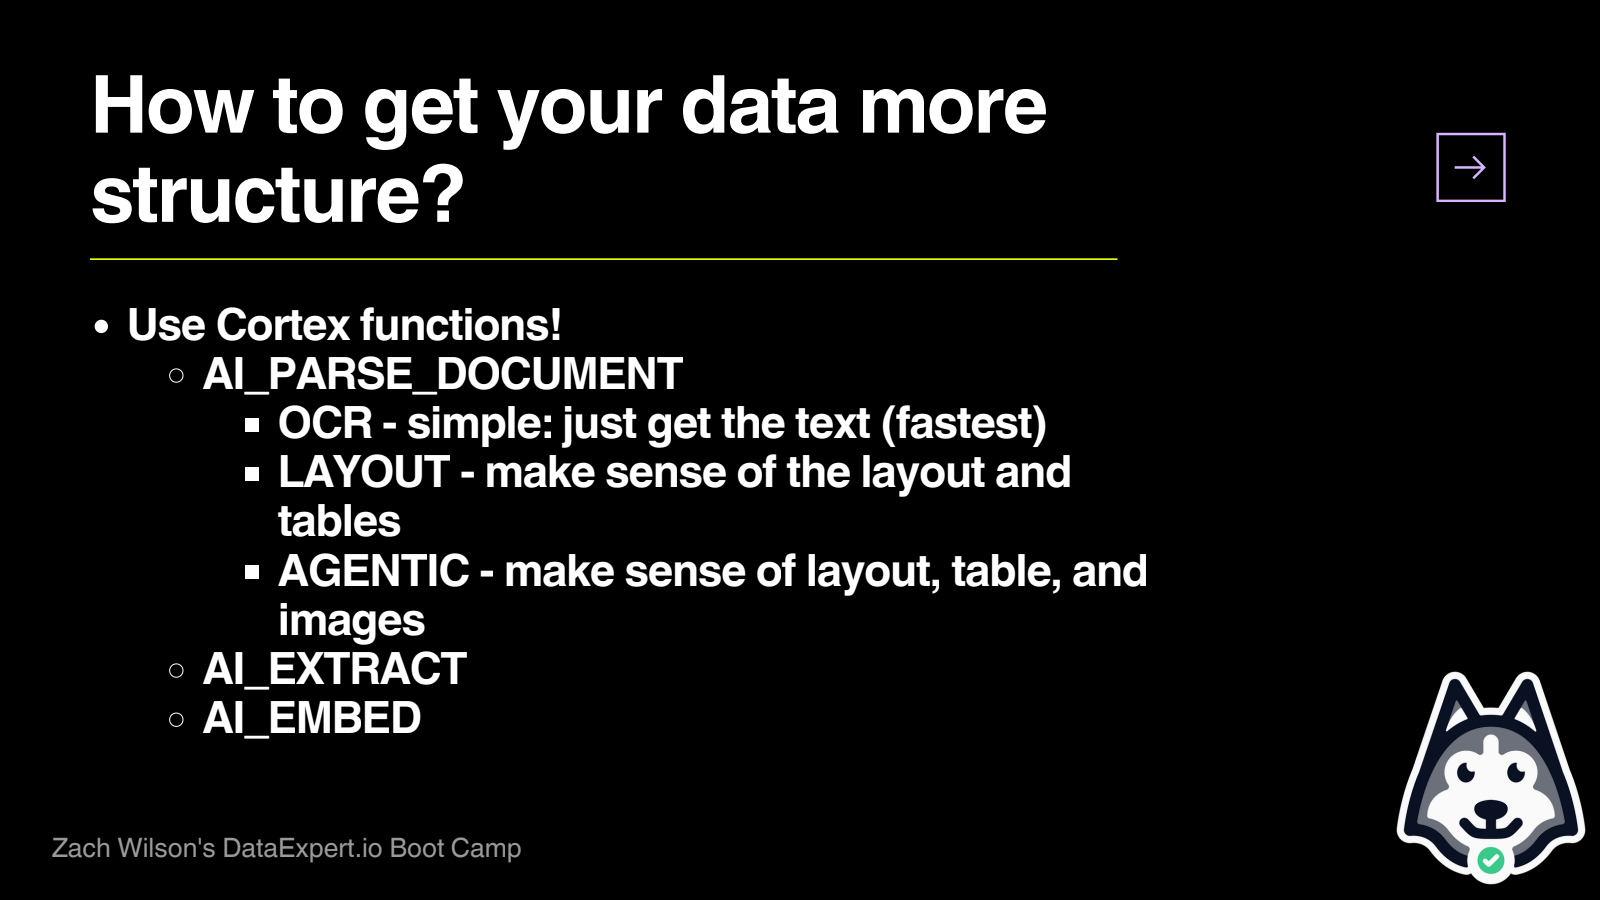 How to get your data more
structure?
• Use Cortex functions!
○ AI_PARSE_DOCUMENT
■ OCR - simple: just get the text (fastest)
■ LAYOUT - make sense of the layout and
tables
■ AGENTIC - make sense of layout, table, and
images
○ AI_EXTRACT
○ AI_EMBED
Zach Wilson's DataExpert.io Boot Camp